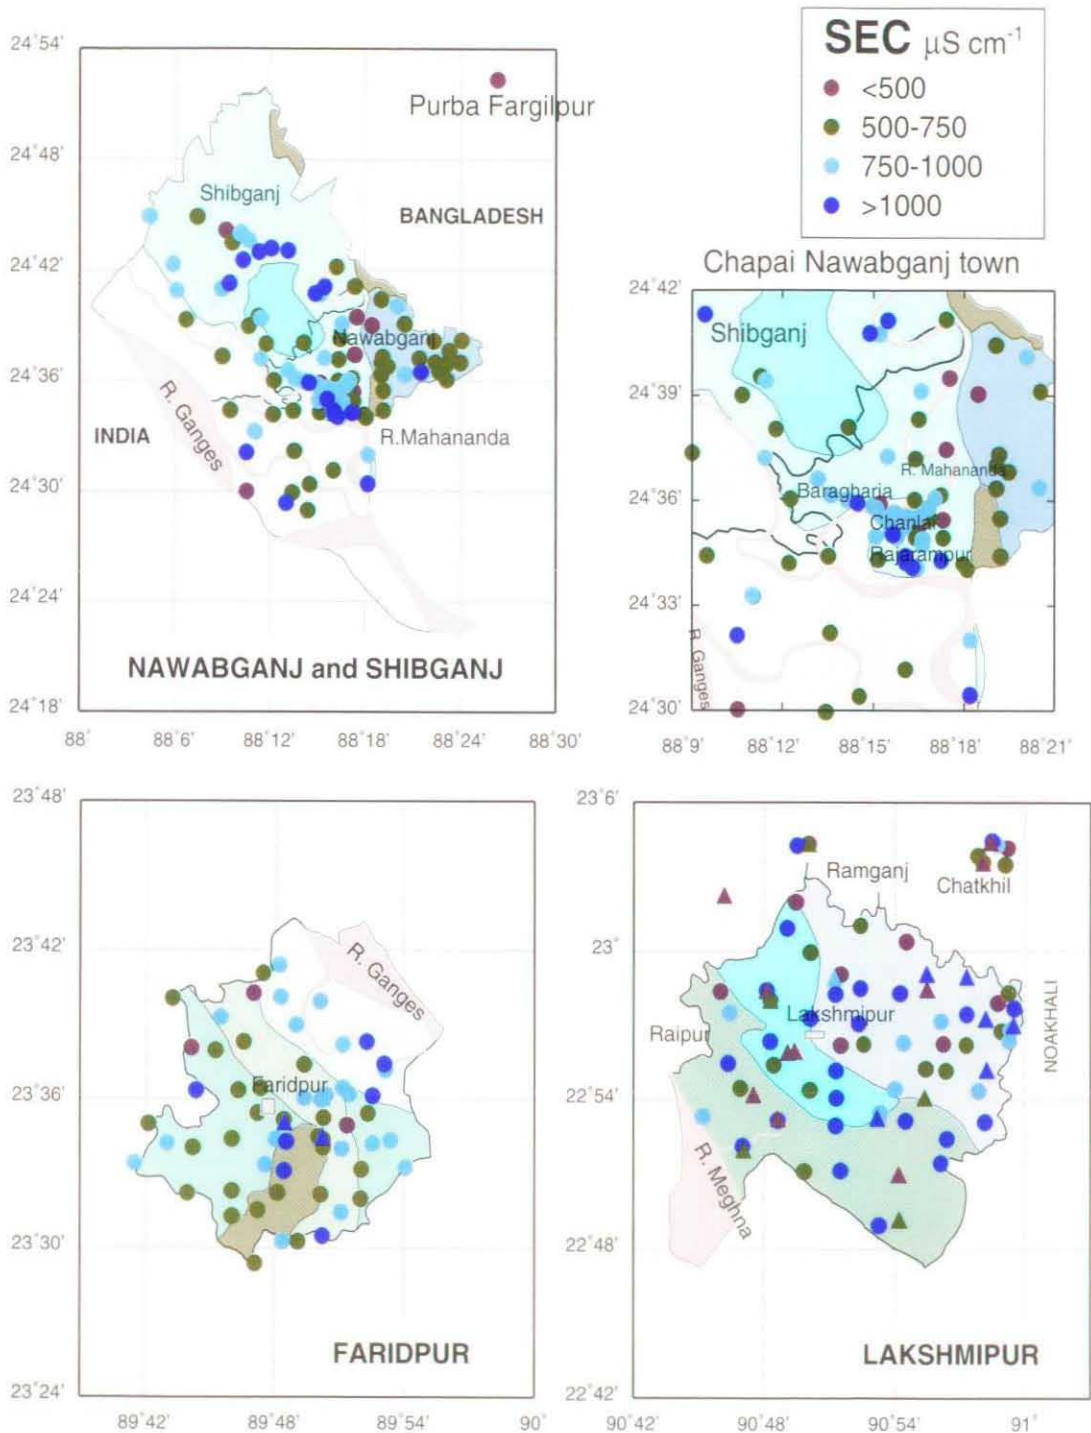 SEC μS cm⁻¹
<500
500-750
750-1000
>1000
24˚54'
24˚48'
24˚42'
24˚36'
24˚30'
24˚24'
24˚18'
Purba Fargilpur
Shibganj
BANGLADESH
Nawabganj
R. Ganges
INDIA
R.Mahananda
NAWABGANJ and SHIBGANJ
88'
88˚6'
88˚12'
88˚18'
88˚24'
88˚30'
Chapai Nawabganj town
24˚42'
24˚39'
24˚36'
24˚33'
24˚30'
Shibganj
R. Mahananda
Baragharia
Chanlai
Rajarampur
R. Ganges
88˚9'
88˚12'
88˚15'
88˚18'
88˚21'
23˚48'
23˚42'
23˚36'
23˚30'
23˚24'
R. Ganges
Faridpur
FARIDPUR
89˚42'
89˚48'
89˚54'
90˚
23˚6'
23˚
22˚54'
22˚48'
22˚42'
Ramganj
Chatkhil
Lakshmipur
Raipur
NOAKHALI
R. Meghna
LAKSHMIPUR
90˚42'
90˚48'
90˚54'
91˚